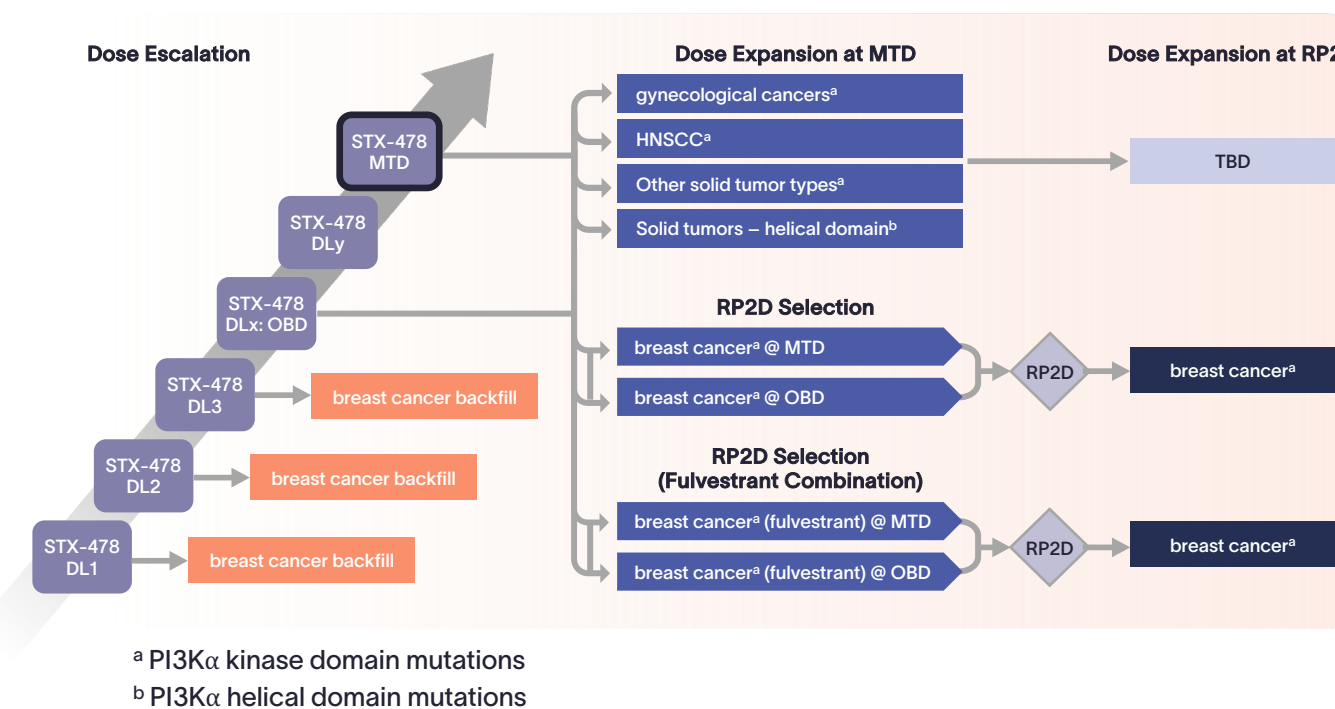 Dose Escalation
Dose Expansion at MTD
Dose Expansion at RP2
STX-478
MTD
STX-478
DLy
STX-478
DLx: OBD
STX-478
DL3
breast cancer backfill
STX-478
DL2
breast cancer backfill
STX-478
DL1
breast cancer backfill
gynecological cancersᵃ
HNSCCᵃ
Other solid tumor typesᵃ
Solid tumors – helical domainᵇ
TBD
RP2D Selection
breast cancerᵃ @ MTD
breast cancerᵃ @ OBD
RP2D
breast cancerᵃ
RP2D Selection
(Fulvestrant Combination)
breast cancerᵃ (fulvestrant) @ MTD
breast cancerᵃ (fulvestrant) @ OBD
RP2D
breast cancerᵃ
ᵃ PI3Kα kinase domain mutations
ᵇ PI3Kα helical domain mutations